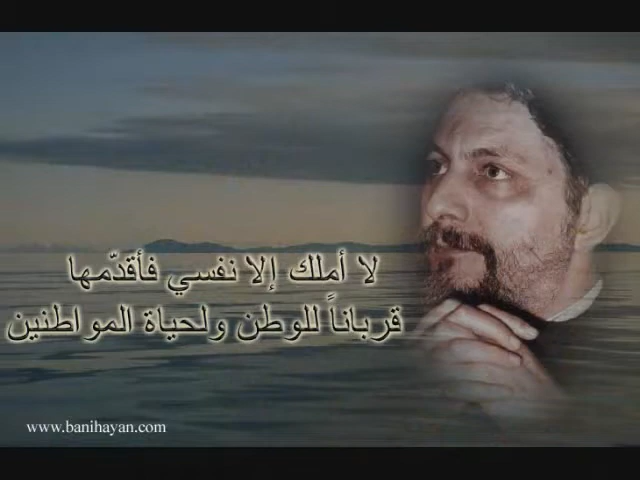 لا أملك إلا نفسي فأقدّمها
قرباناً للوطن ولحياة المواطنين
www.banihayan.com